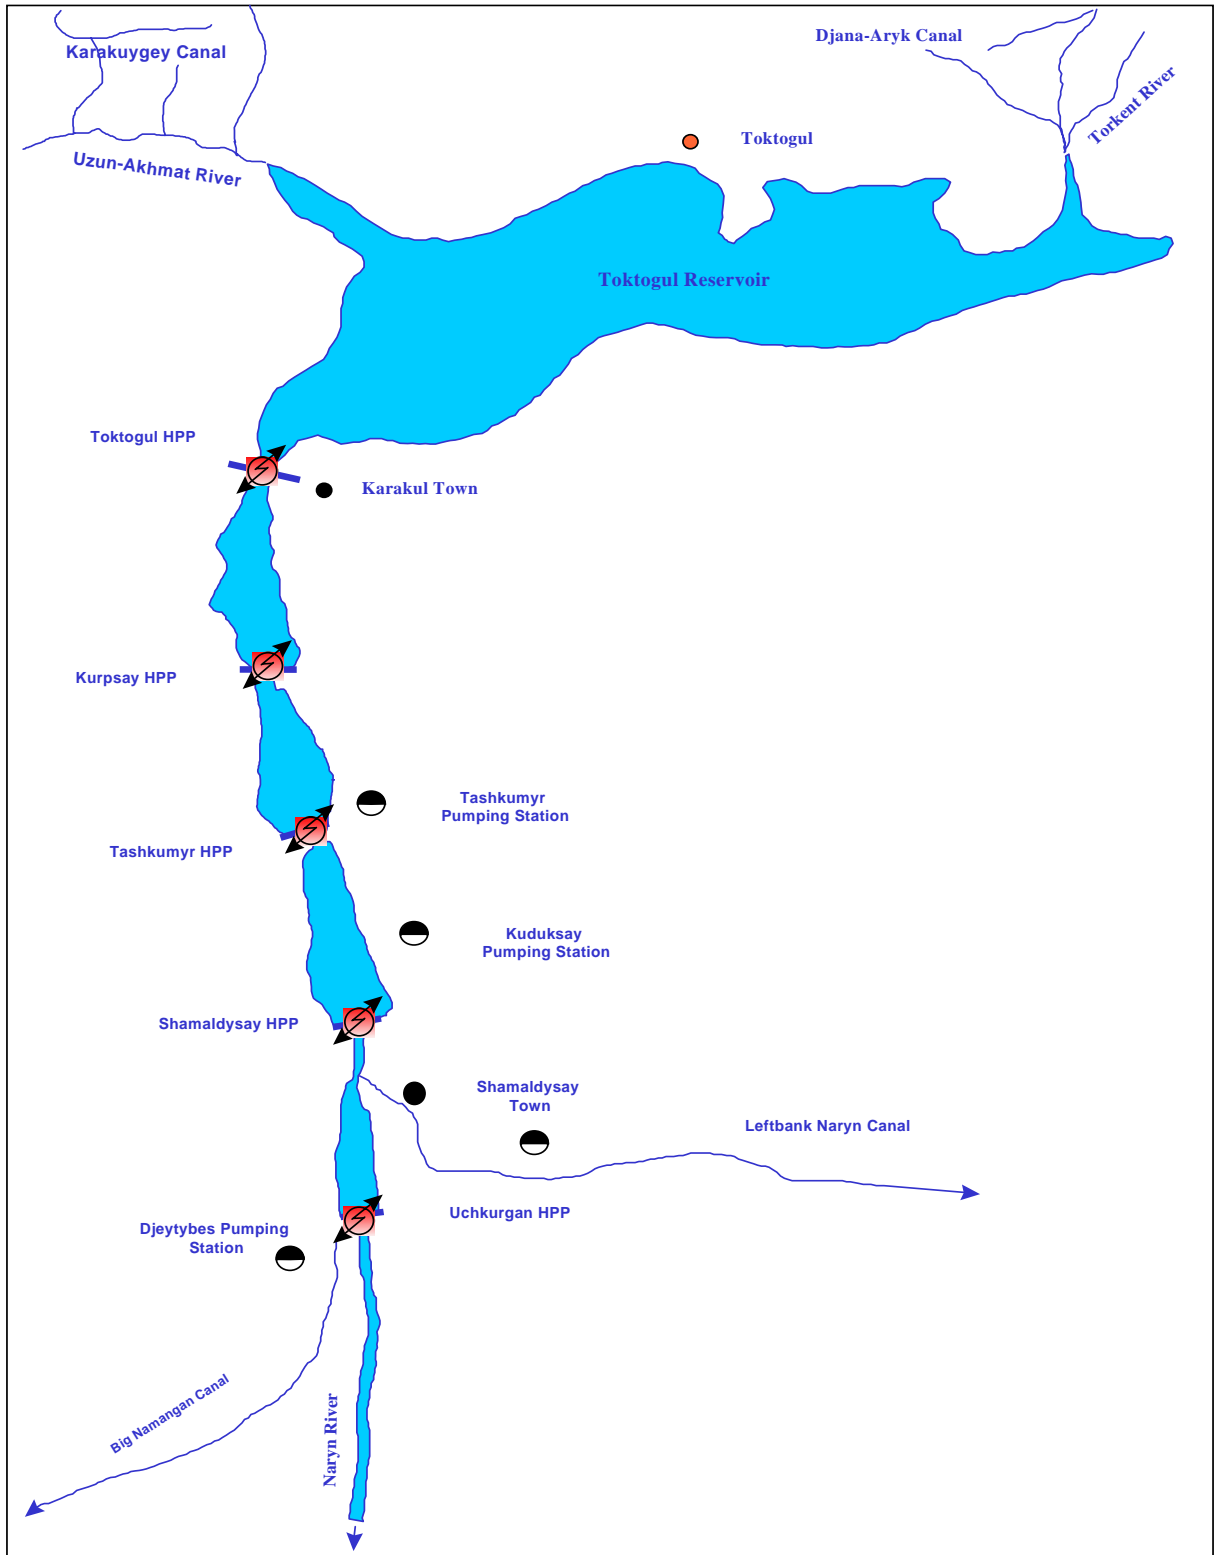 Djana-Aryk Canal
Karakuygey Canal
Torkent River
Toktogul
Uzun-Akhmat River
Toktogul Reservoir
Toktogul HPP
Karakul Town
Kurpsay HPP
Tashkumyr
Pumping Station
Tashkumyr HPP
Kuduksay
Pumping Station
Shamaldysay HPP
Shamaldysay
Town
Leftbank Naryn Canal
Uchkurgan HPP
Djeytybes Pumping
Station
Big Namangan Canal
Naryn River